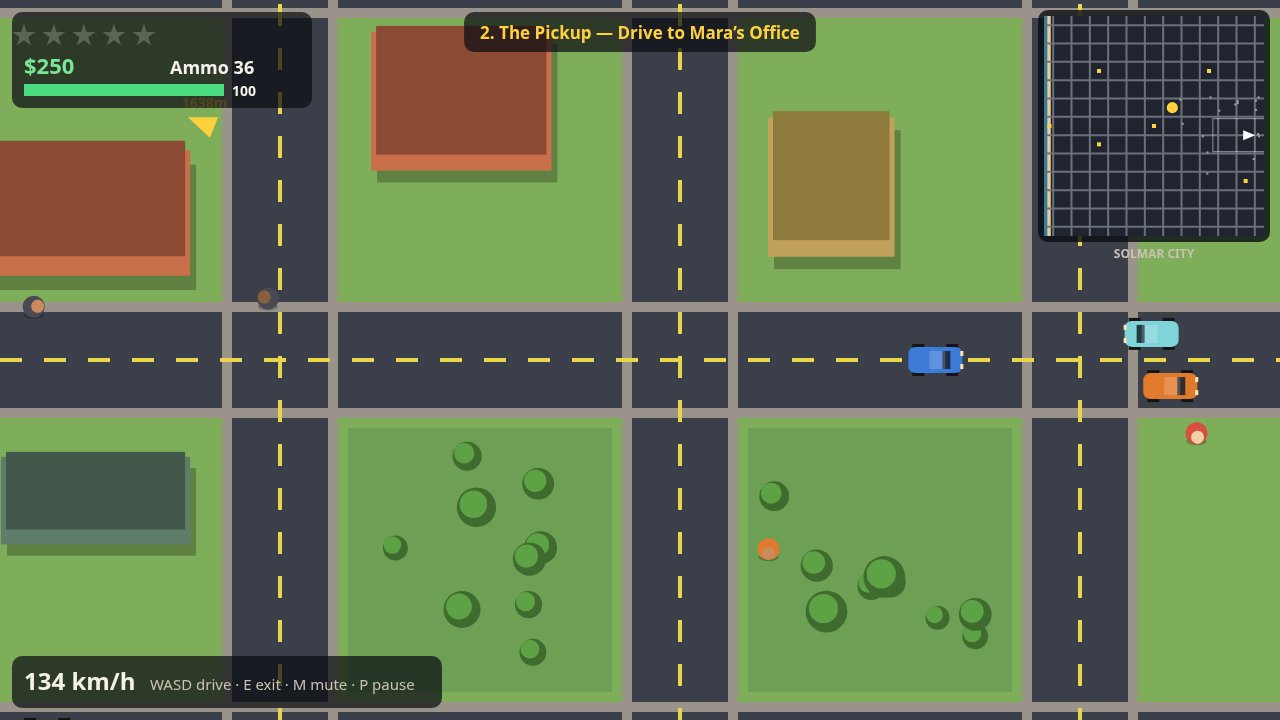 2. The Pickup — Drive to Mara’s Office
$250
Ammo 36
100
1638m
SOLMAR CITY
134 km/h
WASD drive · E exit · M mute · P pause